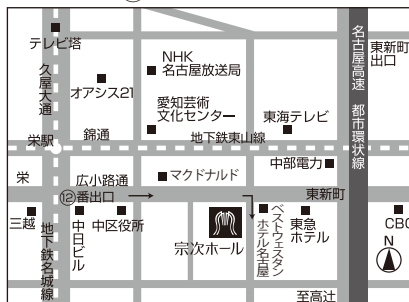 テレビ塔
久屋大通
オアシス21
NHK
名古屋放送局
愛知芸術
文化センター
東海テレビ
名古屋高速 都市環状線
東新町
出口
栄駅
錦通
地下鉄東山線
中部電力
栄
広小路通
マクドナルド
東新町
⑫番出口
三越
地下鉄名城線
中日ビル
中区役所
宗次ホール
ベストウェスタン
ホテル名古屋
東急
ホテル
CBC
N
至高辻